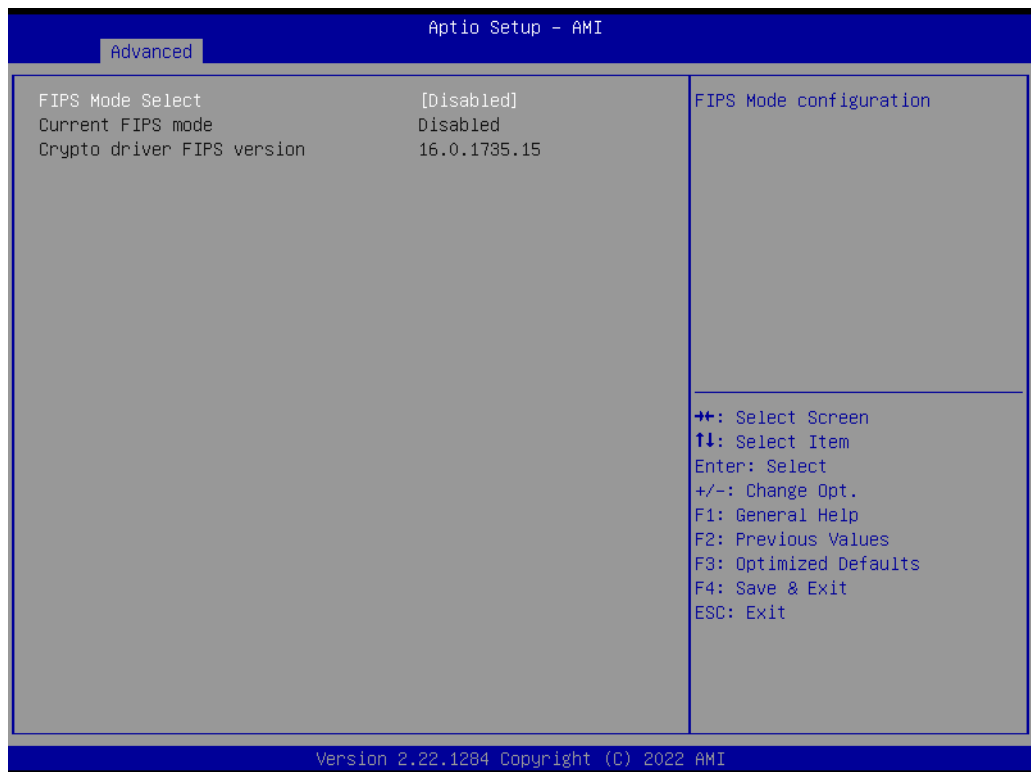 Aptio Setup – AMI
Advanced
FIPS Mode Select [Disabled]
Current FIPS mode Disabled
Crypto driver FIPS version 16.0.1735.15
FIPS Mode configuration
→←: Select Screen
↑↓: Select Item
Enter: Select
+/-: Change Opt.
F1: General Help
F2: Previous Values
F3: Optimized Defaults
F4: Save & Exit
ESC: Exit
Version 2.22.1284 Copyright (C) 2022 AMI